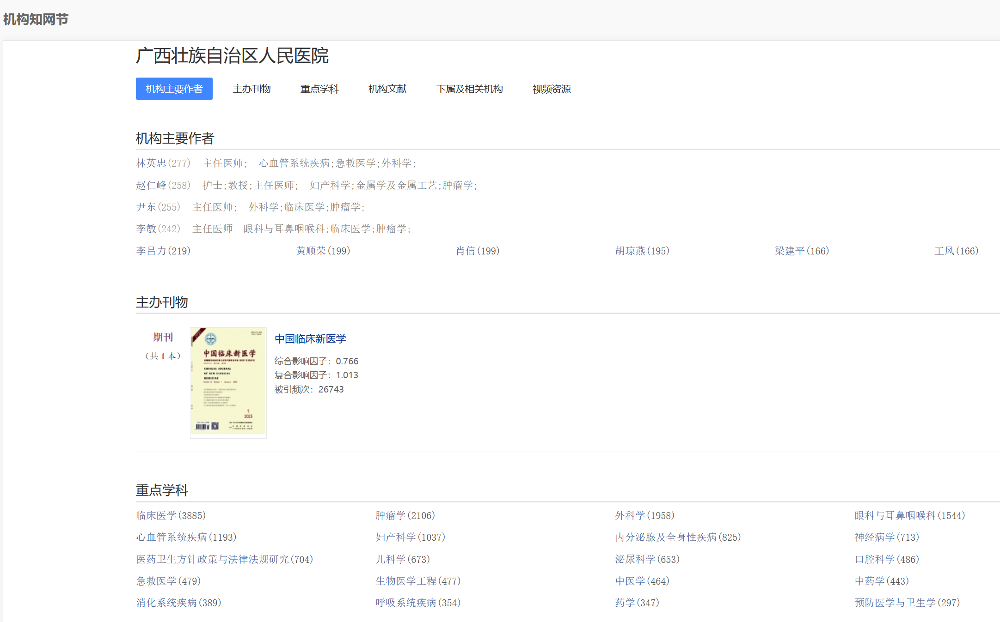 机构知网节
广西壮族自治区人民医院
机构主要作者 主办刊物 重点学科 机构文献 下属及相关机构 视频资源
机构主要作者
林英忠(277) 主任医师; 心血管系统疾病;急救医学;外科学;
赵仁峰(258) 护士;教授;主任医师; 妇产科学;金属学及金属工艺;肿瘤学;
尹东(255) 主任医师; 外科学;临床医学;肿瘤学;
李敏(242) 主任医师 眼科与耳鼻咽喉科;临床医学;肿瘤学;
李吕力(219) 黄顺荣(199) 肖信(199) 胡琼燕(195) 梁建平(166) 王风(166)
主办刊物
期刊
（共 1 本）
中国临床新医学
ZHONGGUO LINCHUANG XIN YIXUE
CHINESE JOURNAL
OF NEW CLINICAL
MEDICINE
1
2025
中国临床新医学
综合影响因子：0.766
复合影响因子：1.013
被引频次：26743
重点学科
临床医学(3885) 肿瘤学(2106) 外科学(1958) 眼科与耳鼻咽喉科(1544)
心血管系统疾病(1193) 妇产科学(1037) 内分泌腺及全身性疾病(825) 神经病学(713)
医药卫生方针政策与法律法规研究(704) 儿科学(673) 泌尿科学(653) 口腔科学(486)
急救医学(479) 生物医学工程(477) 中医学(464) 中药学(443)
消化系统疾病(389) 呼吸系统疾病(354) 药学(347) 预防医学与卫生学(297)